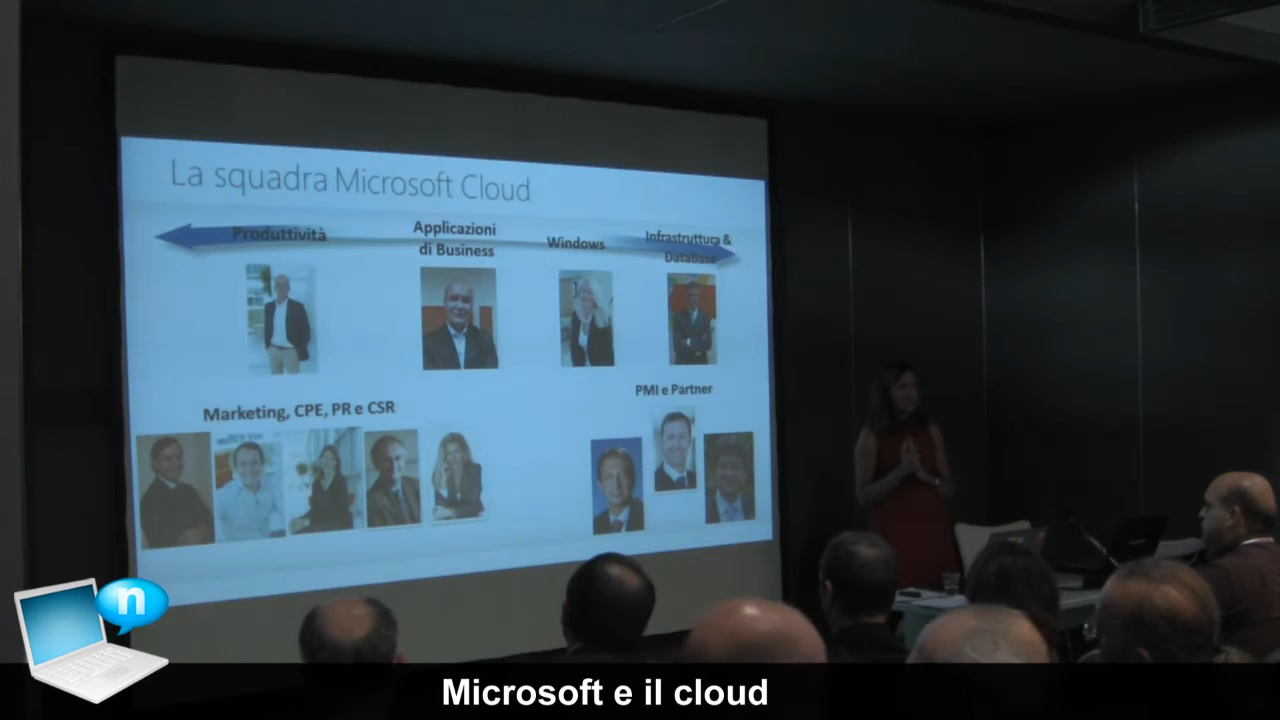 La squadra Microsoft Cloud
Produttività
Applicazioni
di Business
Windows
Infrastruttura &
Database
Marketing, CPE, PR e CSR
PMI e Partner
n
Microsoft e il cloud